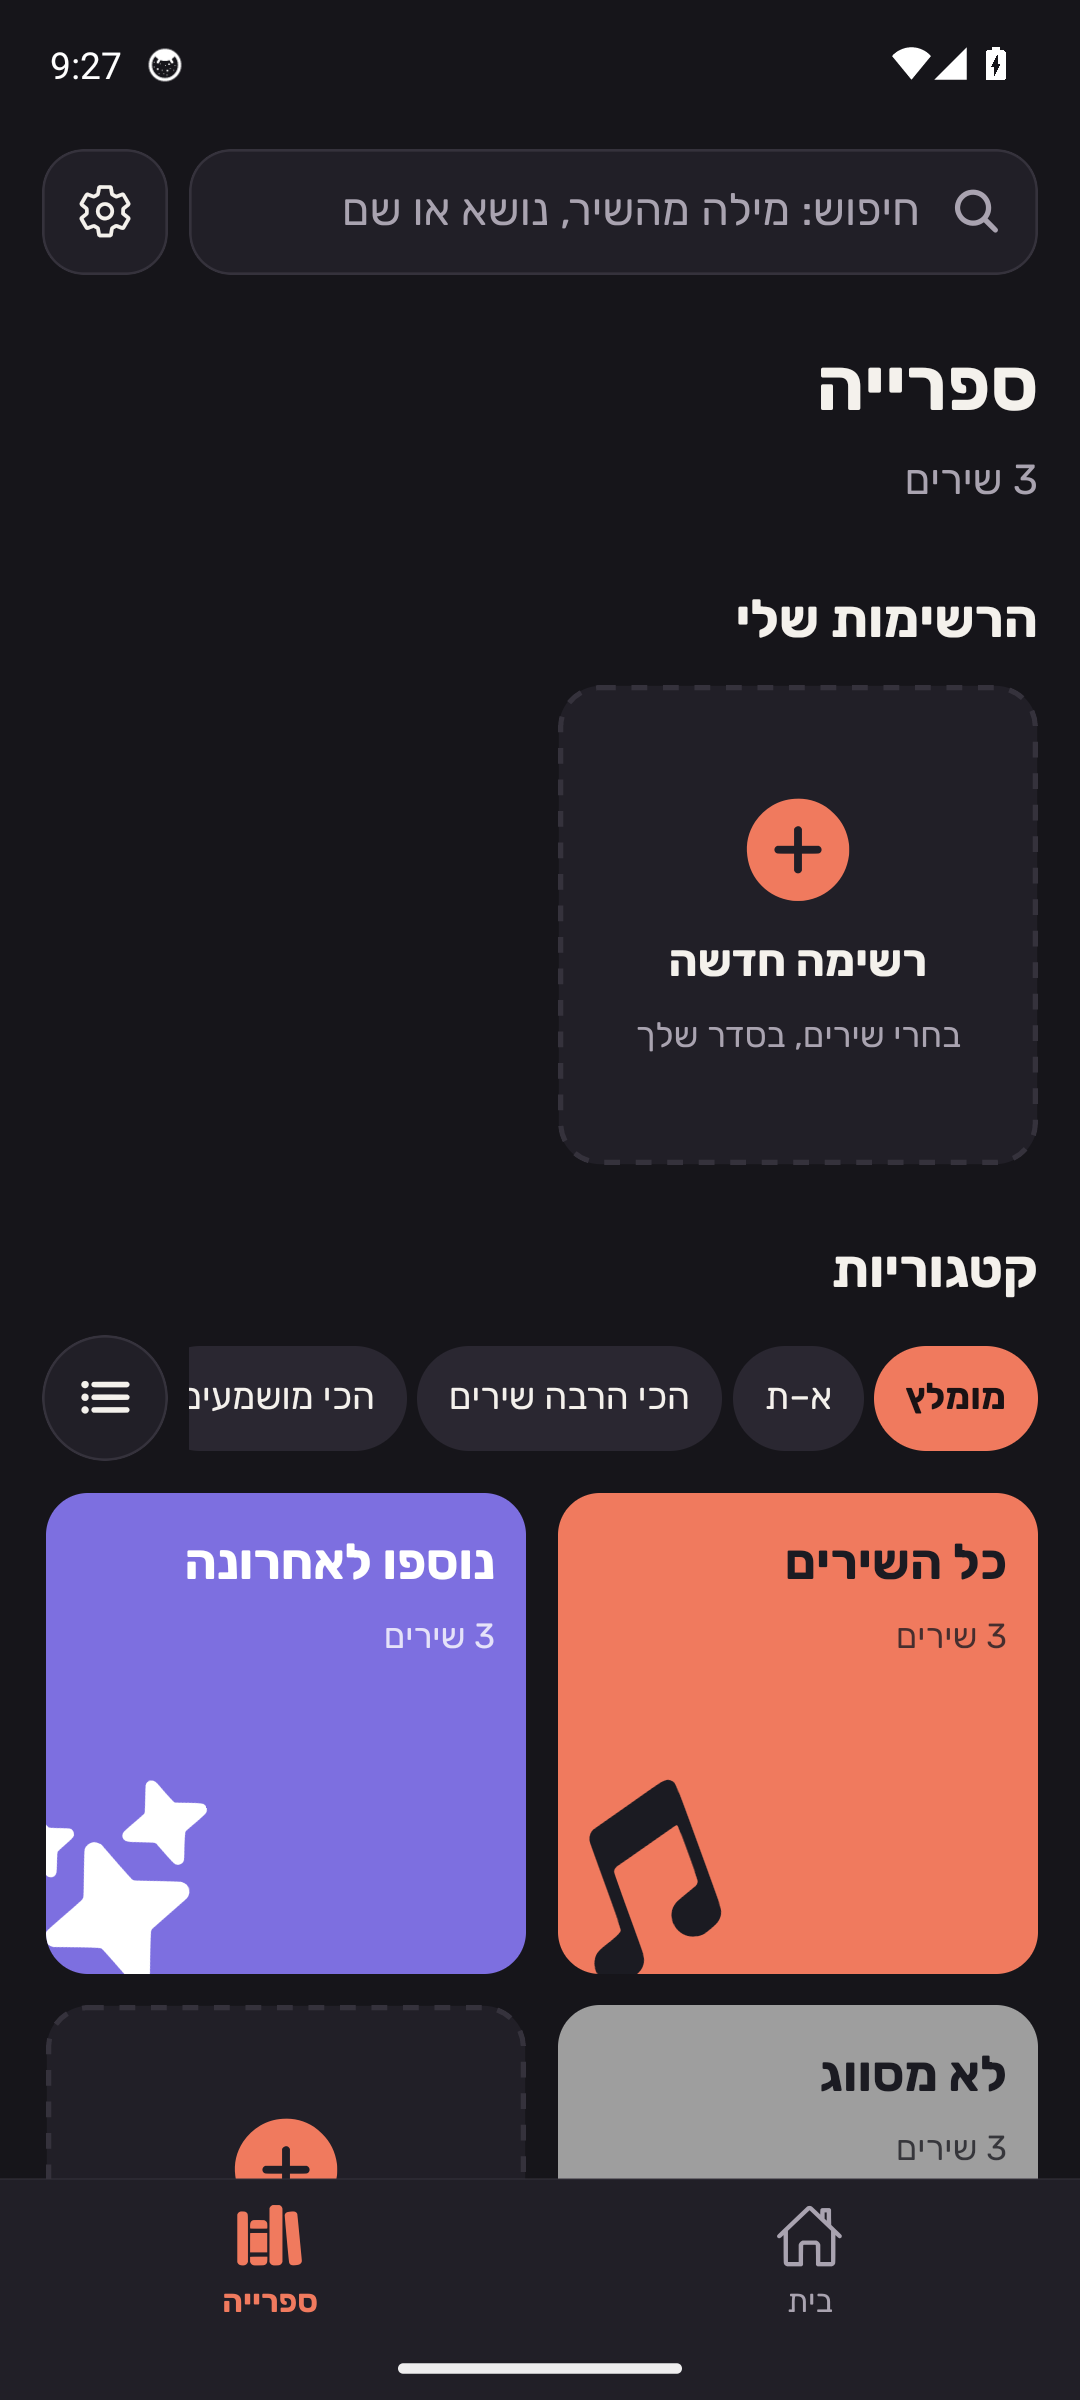 9:27
חיפוש: מילה מהשיר, נושא או שם
ספרייה
3 שירים
הרשימות שלי
רשימה חדשה
בחרי שירים, בסדר שלך
קטגוריות
מומלץ
א–ת
הכי הרבה שירים
הכי מושמעים
כל השירים
3 שירים
נוספו לאחרונה
3 שירים
לא מסווג
3 שירים
בית
ספרייה